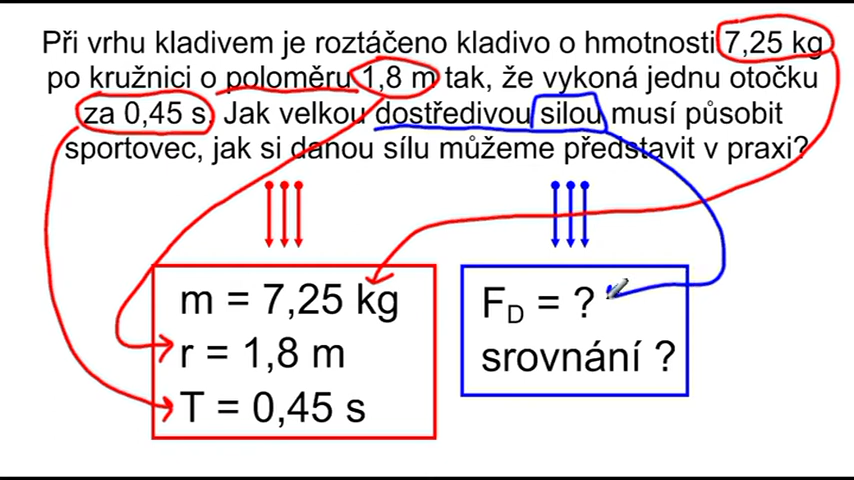 Při vrhu kladivem je roztáčeno kladivo o hmotnosti 7,25 kg
po kružnici o poloměru 1,8 m tak, že vykoná jednu otočku
za 0,45 s. Jak velkou dostředivou silou musí působit
sportovec, jak si danou sílu můžeme představit v praxi?
m = 7,25 kg
r = 1,8 m
T = 0,45 s
F_D = ?
srovnání ?